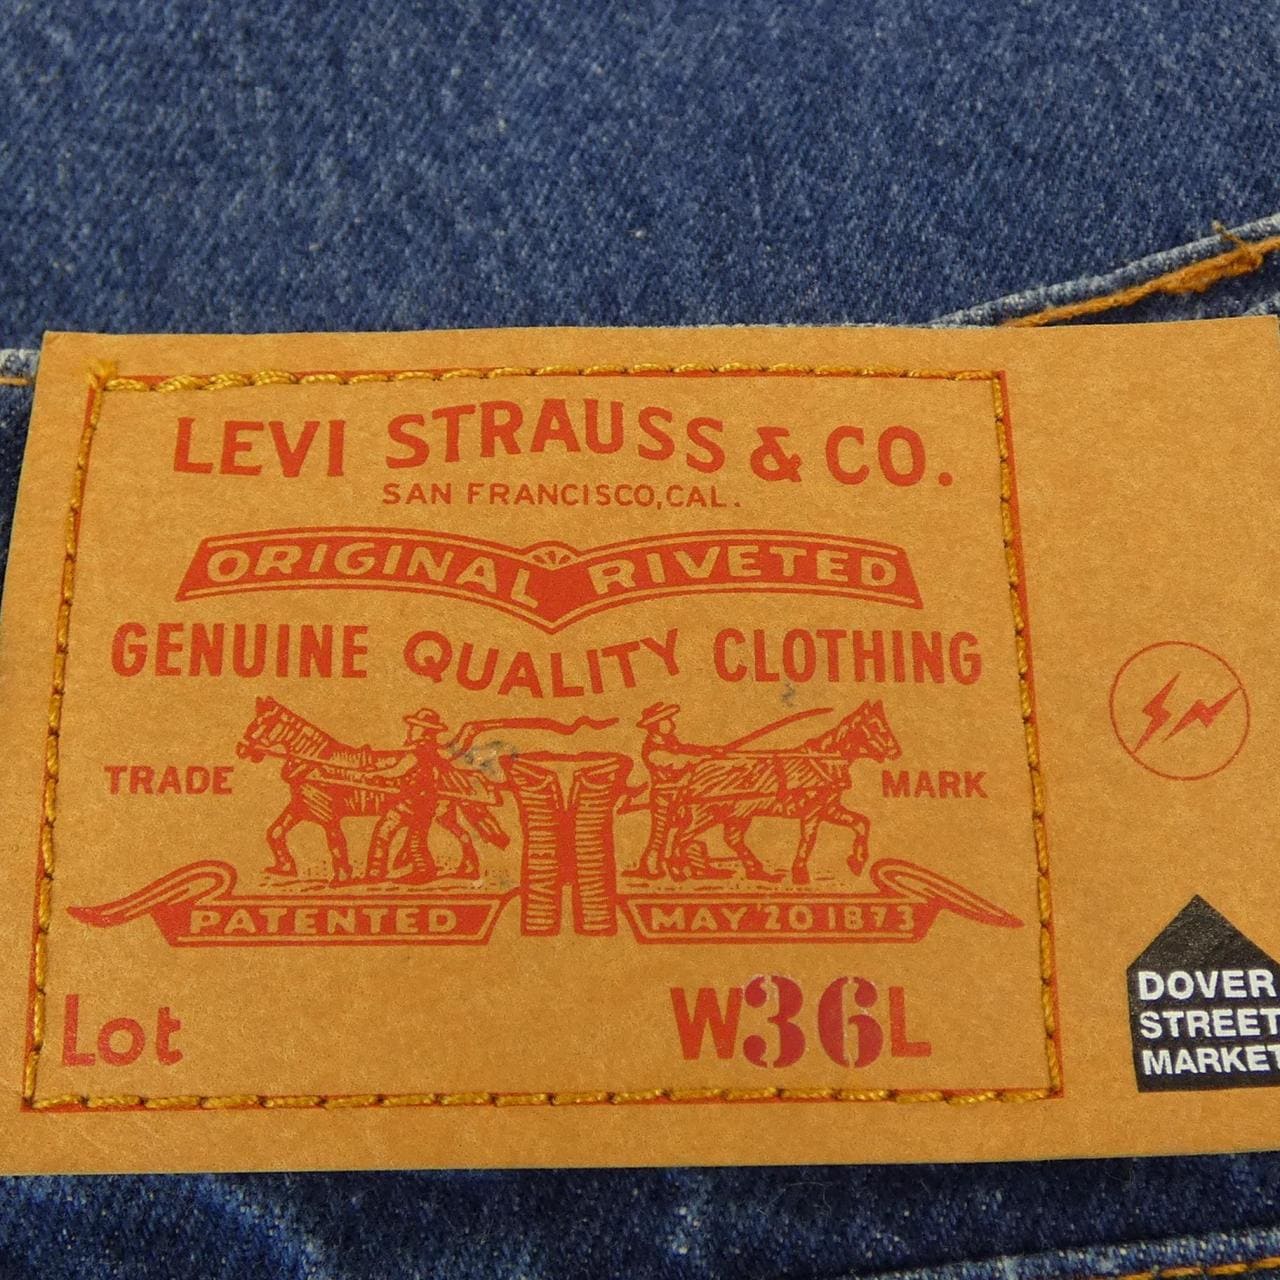 LEVI STRAUSS & CO.
SAN FRANCISCO, CAL.
ORIGINAL RIVETED
GENUINE QUALITY CLOTHING
TRADE MARK
PATENTED MAY 20 1873
Lot W36L
DOVER
STREET
MARKET